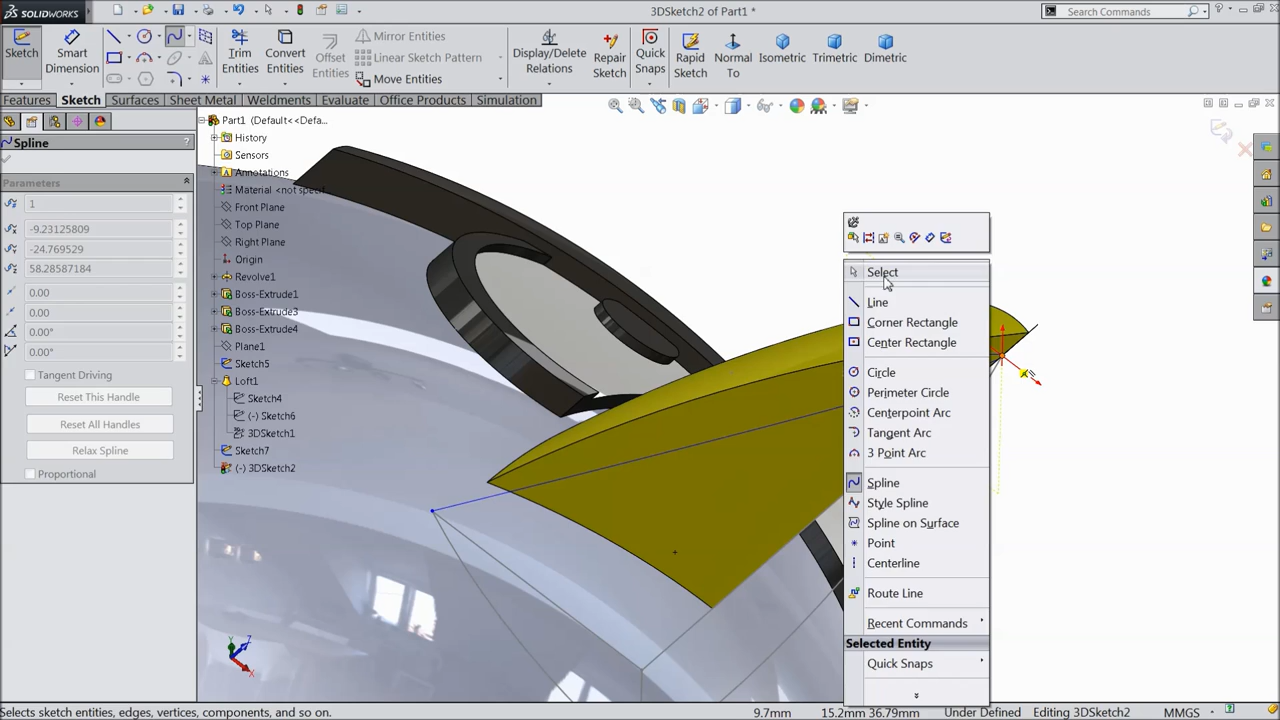 SOLIDWORKS
3DSketch2 of Part1 *
Search Commands
Sketch
Smart Dimension
Trim Entities
Convert Entities
Offset Entities
Mirror Entities
Linear Sketch Pattern
Move Entities
Display/Delete Relations
Repair Sketch
Quick Snaps
Rapid Sketch
Normal To
Isometric
Trimetric
Dimetric
Features
Sketch
Surfaces
Sheet Metal
Weldments
Evaluate
Office Products
Simulation
Spline
?
Parameters
1
-9.23125809
-24.769529
58.28587184
0.00
0.00
0.00°
0.00°
Tangent Driving
Reset This Handle
Reset All Handles
Relax Spline
Proportional
Part1 (Default<<Defa...
History
Sensors
Annotations
Material <not speci
Front Plane
Top Plane
Right Plane
Origin
Revolve1
Boss-Extrude1
Boss-Extrude3
Boss-Extrude4
Plane1
Sketch5
Loft1
Sketch4
(-) Sketch6
3DSketch1
Sketch7
(-) 3DSketch2
Select
Line
Corner Rectangle
Center Rectangle
Circle
Perimeter Circle
Centerpoint Arc
Tangent Arc
3 Point Arc
Spline
Style Spline
Spline on Surface
Point
Centerline
Route Line
Recent Commands
Selected Entity
Quick Snaps
Y
Z
X
Selects sketch entities, edges, vertices, components, and so on.
9.7mm
15.2mm 36.79mm
Under Defined
Editing 3DSketch2
MMGS